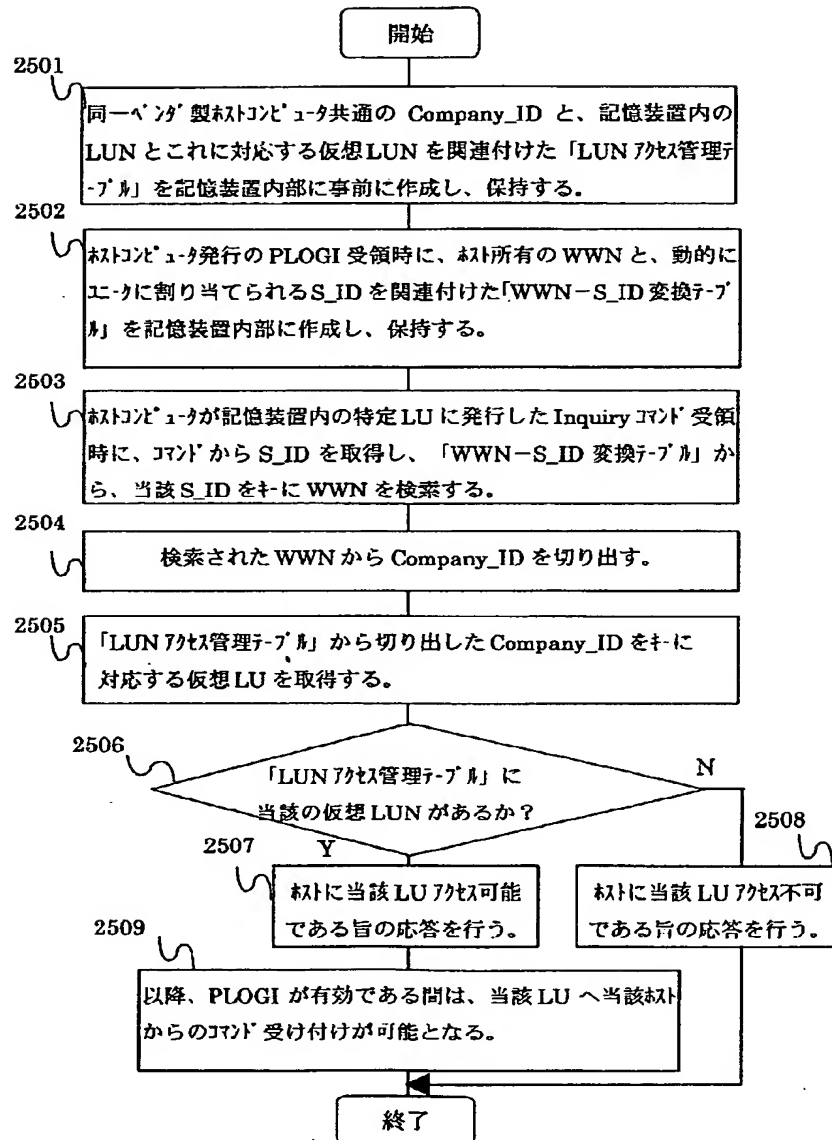 開始
2501
同一ﾍﾞﾝﾀﾞ製ﾎｽﾄｺﾝﾋﾟｭｰﾀ共通の Company_ID と、記憶装置内の
LUN とこれに対応する仮想 LUN を関連付けた「LUN ｱｸｾｽ管理ﾃ
ｰﾌﾞﾙ」を記憶装置内部に事前に作成し、保持する。
2502
ﾎｽﾄｺﾝﾋﾟｭｰﾀ発行の PLOGI 受領時に、ﾎｽﾄ所有の WWN と、動的に
ﾕﾆｰｸに割り当てられる S_ID を関連付けた「WWN－S_ID 変換ﾃｰﾌﾞ
ﾙ」を記憶装置内部に作成し、保持する。
2503
ﾎｽﾄｺﾝﾋﾟｭｰﾀが記憶装置内の特定 LU に発行した Inquiry ｺﾏﾝﾄﾞ受領
時に、ｺﾏﾝﾄﾞから S_ID を取得し、「WWN－S_ID 変換ﾃｰﾌﾞﾙ」か
ら、当該 S_ID をｷｰに WWN を検索する。
2504
検索された WWN から Company_ID を切り出す。
2505
「LUN ｱｸｾｽ管理ﾃｰﾌﾞﾙ」から切り出した Company_ID をｷｰに
対応する仮想 LU を取得する。
2506
「LUN ｱｸｾｽ管理ﾃｰﾌﾞﾙ」に
当該の仮想 LUN があるか？
N
Y
2507
ﾎｽﾄに当該 LU ｱｸｾｽ可能
である旨の応答を行う。
2508
ﾎｽﾄに当該 LU ｱｸｾｽ不可
である旨の応答を行う。
2509
以降、PLOGI が有効である間は、当該 LU へ当該ﾎｽﾄ
からのｺﾏﾝﾄﾞ受け付けが可能となる。
終了